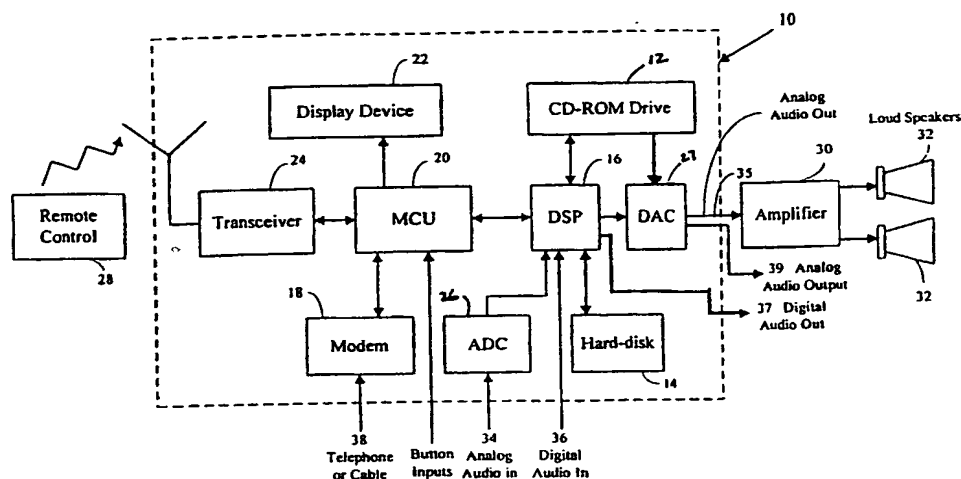 10
22
Display Device
12
CD-ROM Drive
Analog
Audio Out
Loud Speakers
32
24
Transceiver
20
MCU
16
DSP
27
DAC
35
30
Amplifier
Remote
Control
28
39 Analog
Audio Output
32
37 Digital
Audio Out
18
Modem
26
ADC
Hard-disk
14
38
Telephone
or Cable
Button
Inputs
34
Analog
Audio in
36
Digital
Audio In